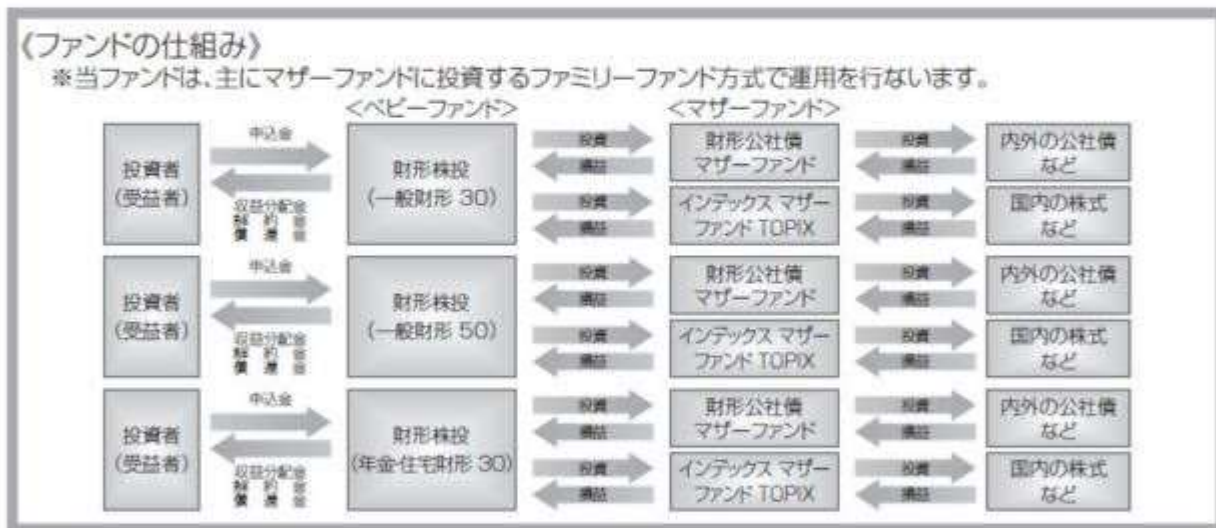 《ファンドの仕組み》
※当ファンドは、主にマザーファンドに投資するファミリーファンド方式で運用を行ないます。
<ベビーファンド>
<マザーファンド>
投資者
(受益者)
申込金
収益分配金
解約金
償還金
財形株投
(一般財形 30)
投資
損益
財形公社債
マザーファンド
投資
損益
内外の公社債
など
投資
損益
インデックス マザー
ファンド TOPIX
投資
損益
国内の株式
など
投資者
(受益者)
申込金
収益分配金
解約金
償還金
財形株投
(一般財形 50)
投資
損益
財形公社債
マザーファンド
投資
損益
内外の公社債
など
投資
損益
インデックス マザー
ファンド TOPIX
投資
損益
国内の株式
など
投資者
(受益者)
申込金
収益分配金
解約金
償還金
財形株投
(年金・住宅財形 30)
投資
損益
財形公社債
マザーファンド
投資
損益
内外の公社債
など
投資
損益
インデックス マザー
ファンド TOPIX
投資
損益
国内の株式
など